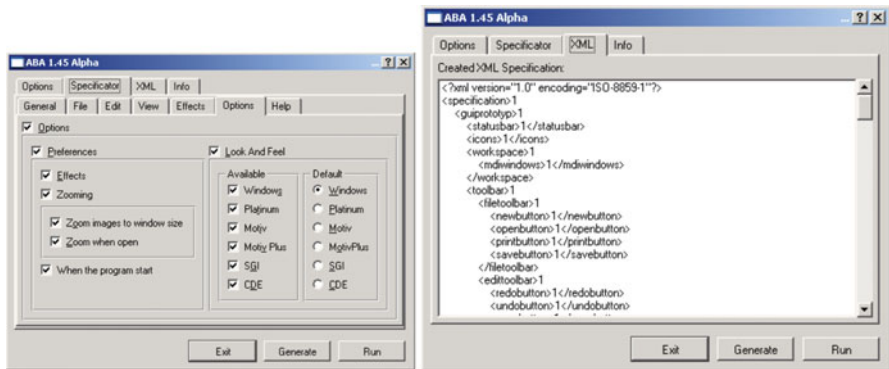 ABA 1.45 Alpha
Options Specificator XML Info
General File Edit View Effects Options Help
Options
Preferences
Effects
Zooming
Zoom images to window size
Zoom when open
When the program start
Look And Feel
Available
Windows
Platinum
Motiv
Motiv Plus
SGI
CDE
Default
Windows
Platinum
Motiv
MotivPlus
SGI
CDE
Exit Generate Run
ABA 1.45 Alpha
Options Specificator XML Info
Created XML Specification:
<?xml version="1.0" encoding="ISO-8859-1"?>
<specification>1
<guiprototyp>1
<statusbar>1</statusbar>
<icons>1</icons>
<workspace>1
<mdiwindows>1</mdiwindows>
</workspace>
<toolbar>1
<filetoolbar>1
<newbutton>1</newbutton>
<openbutton>1</openbutton>
<printbutton>1</printbutton>
<savebutton>1</savebutton>
</filetoolbar>
<edittoolbar>1
<redobutton>1</redobutton>
<undobutton>1</undobutton>
Exit Generate Run